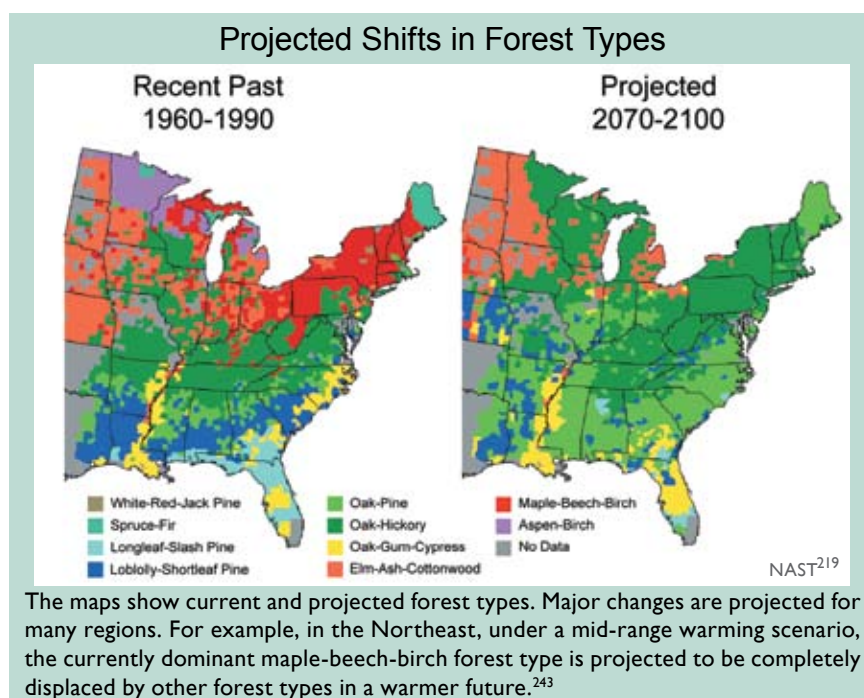 Projected Shifts in Forest Types
Recent Past
1960-1990
Projected
2070-2100
White-Red-Jack Pine
Spruce-Fir
Longleaf-Slash Pine
Loblolly-Shortleaf Pine
Oak-Pine
Oak-Hickory
Oak-Gum-Cypress
Elm-Ash-Cottonwood
Maple-Beech-Birch
Aspen-Birch
No Data
NAST219
The maps show current and projected forest types. Major changes are projected for
many regions. For example, in the Northeast, under a mid-range warming scenario,
the currently dominant maple-beech-birch forest type is projected to be completely
displaced by other forest types in a warmer future.243